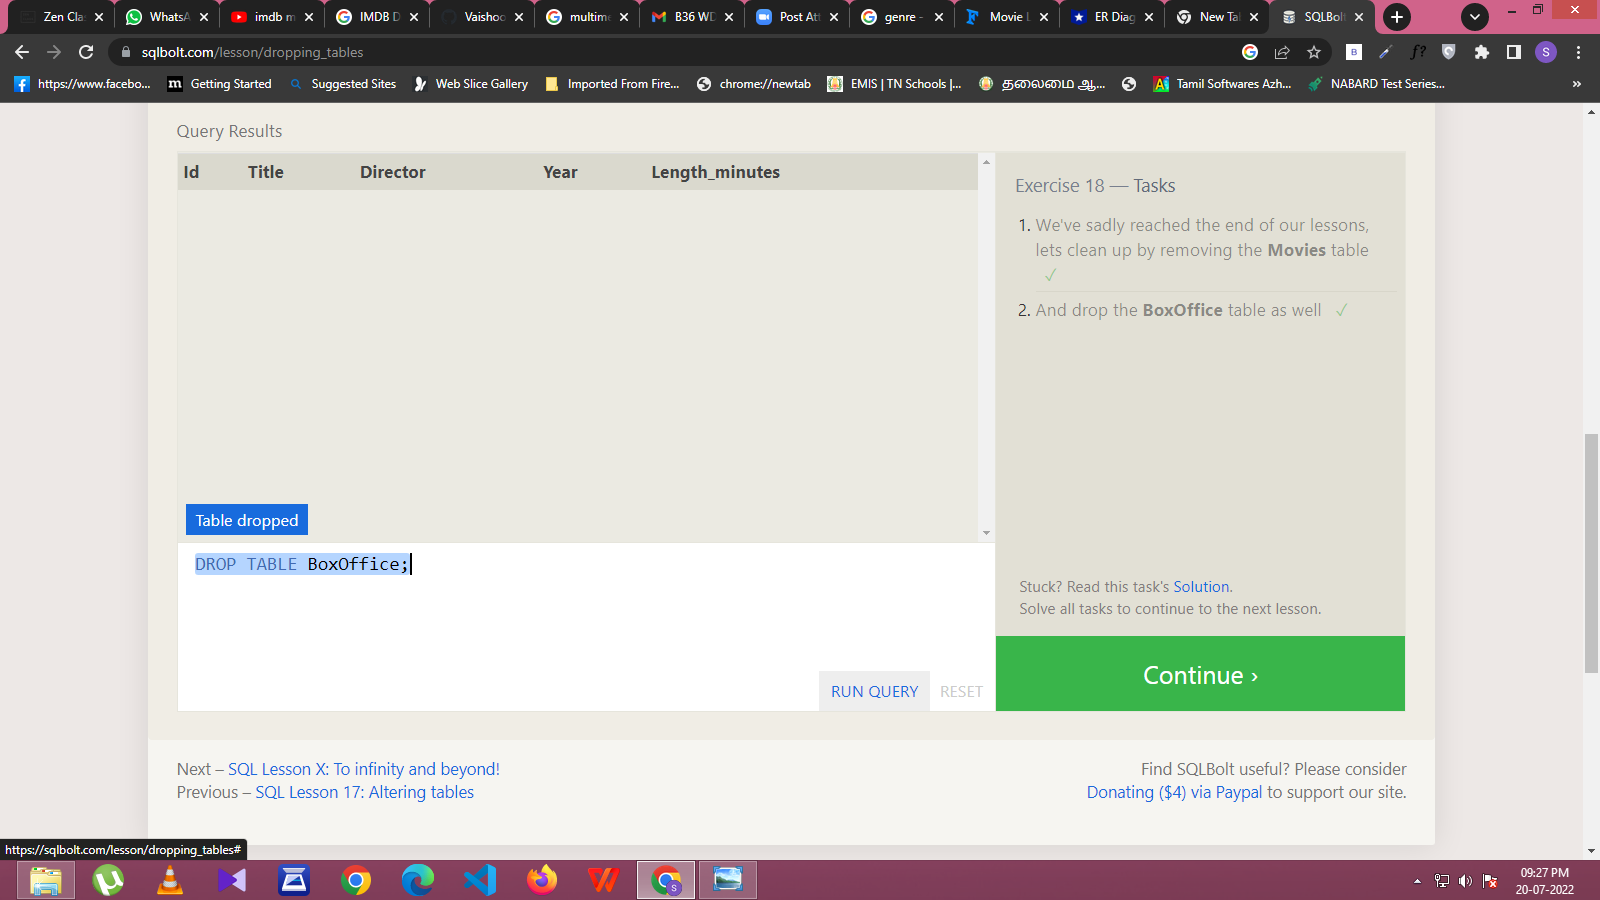 Zen Cla
WhatsA
imdb m
IMDB D
Vaishoo
multime
B36 WD
Post Att
genre -
Movie L
ER Diag
New Tal
SQLBolt
sqlbolt.com/lesson/dropping_tables
https://www.facebo...
Getting Started
Suggested Sites
Web Slice Gallery
Imported From Fire...
chrome://newtab
EMIS | TN Schools |...
தலைமை ஆ...
Tamil Softwares Azh...
NABARD Test Series...
»
Query Results
Id Title Director Year Length_minutes
Table dropped
DROP TABLE BoxOffice;
RUN QUERY RESET
Exercise 18 — Tasks
1. We've sadly reached the end of our lessons,
lets clean up by removing the Movies table
✓
2. And drop the BoxOffice table as well ✓
Stuck? Read this task's Solution.
Solve all tasks to continue to the next lesson.
Continue ›
Next – SQL Lesson X: To infinity and beyond!
Previous – SQL Lesson 17: Altering tables
Find SQLBolt useful? Please consider
Donating ($4) via Paypal to support our site.
https://sqlbolt.com/lesson/dropping_tables#
09:27 PM
20-07-2022